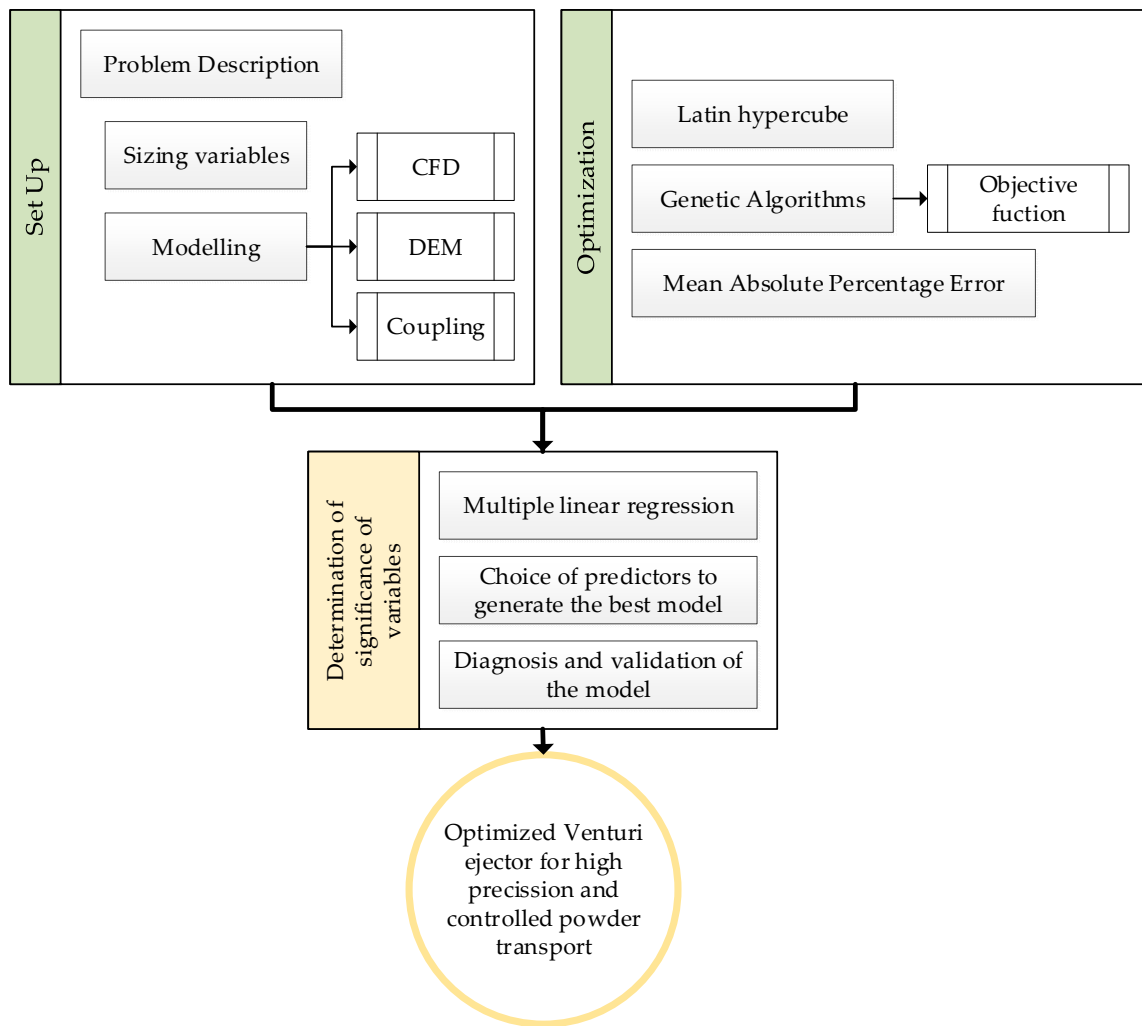 Set Up
Problem Description
Sizing variables
Modelling
CFD
DEM
Coupling
Optimization
Latin hypercube
Genetic Algorithms
Objective
fuction
Mean Absolute Percentage Error
Determination of
significance of
variables
Multiple linear regression
Choice of predictors to
generate the best model
Diagnosis and validation of
the model
Optimized Venturi
ejector for high
precission and
controlled powder
transport